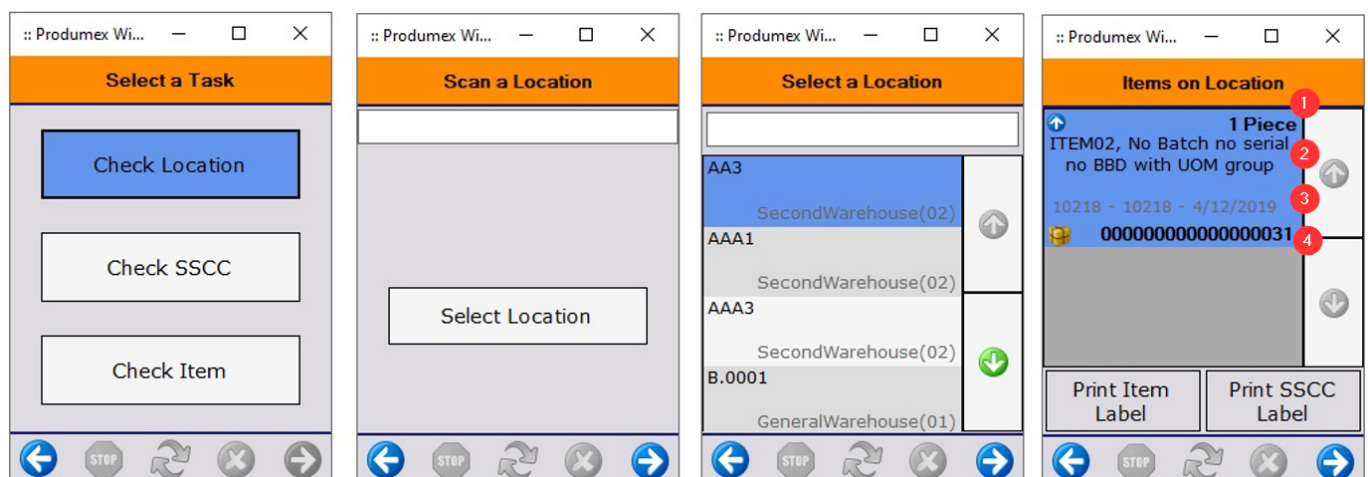 :: Produmex Wi...
Select a Task
Check Location
Check SSCC
Check Item
STOP
:: Produmex Wi...
Scan a Location
Select Location
STOP
:: Produmex Wi...
Select a Location
AA3
SecondWarehouse(02)
AAA1
SecondWarehouse(02)
AAA3
SecondWarehouse(02)
B.0001
GeneralWarehouse(01)
STOP
:: Produmex Wi...
Items on Location
1
1 Piece
ITEM02, No Batch no serial
2
no BBD with UOM group
3
10218 - 10218 - 4/12/2019
000000000000000031
4
Print Item
Label
Print SSCC
Label
STOP